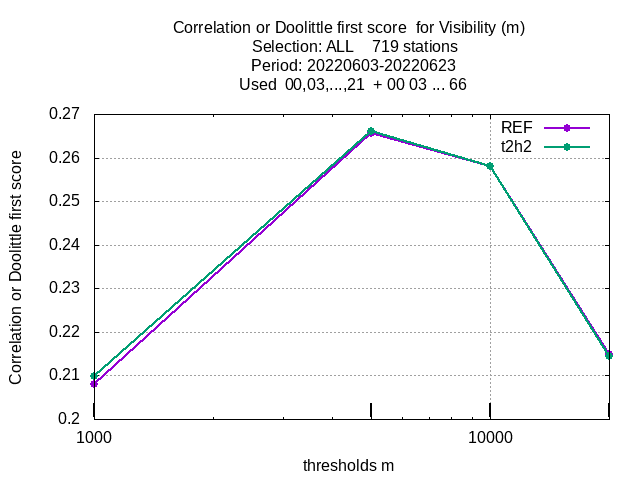 Correlation or Doolittle first score  for Visibility (m)
Selection: ALL    719 stations
Period: 20220603-20220623
Used  00,03,...,21  + 00 03 ... 66
REF
t2h2
0.27
0.26
0.25
0.24
0.23
0.22
0.21
0.2
Correlation or Doolittle first score
1000
10000
thresholds m